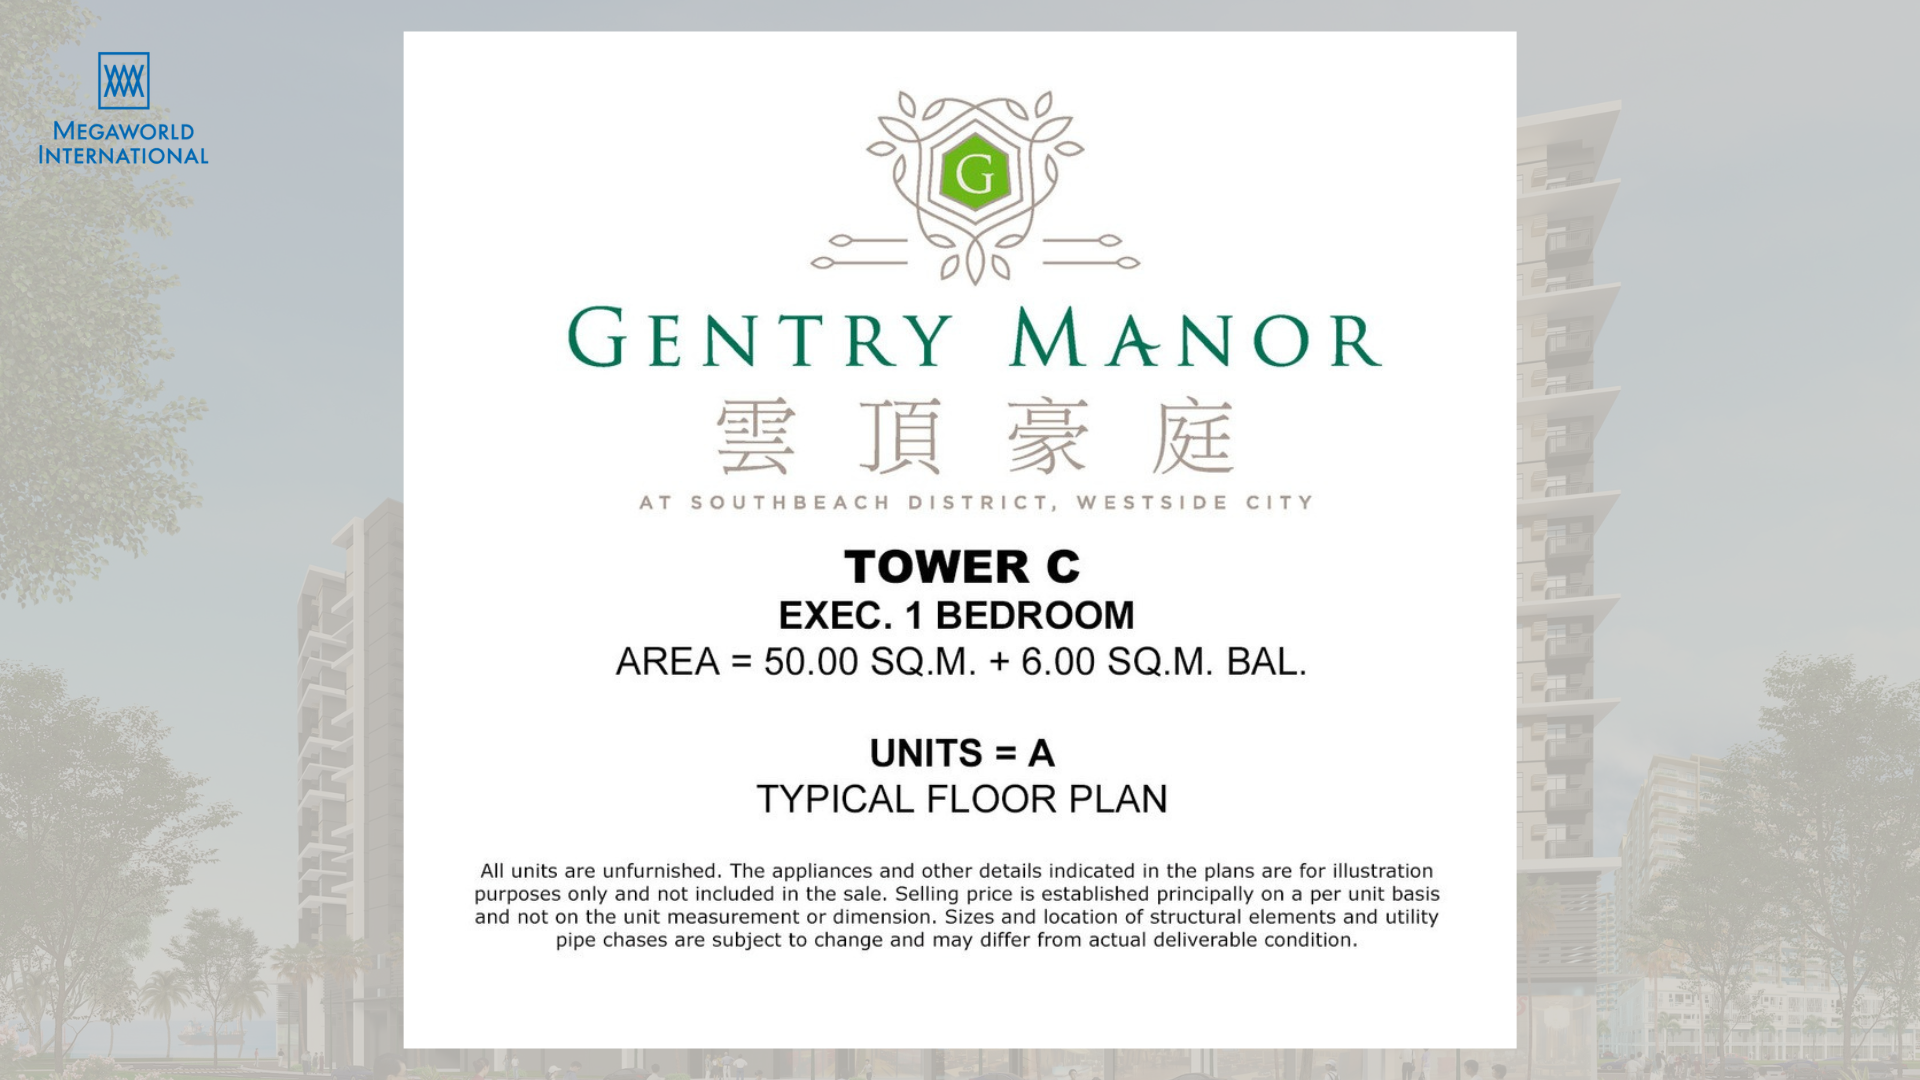 MEGAWORLD
INTERNATIONAL
G
GENTRY MANOR
雲頂豪庭
AT SOUTHBEACH DISTRICT, WESTSIDE CITY
TOWER C
EXEC. 1 BEDROOM
AREA = 50.00 SQ.M. + 6.00 SQ.M. BAL.
UNITS = A
TYPICAL FLOOR PLAN
All units are unfurnished. The appliances and other details indicated in the plans are for illustration
purposes only and not included in the sale. Selling price is established principally on a per unit basis
and not on the unit measurement or dimension. Sizes and location of structural elements and utility
pipe chases are subject to change and may differ from actual deliverable condition.